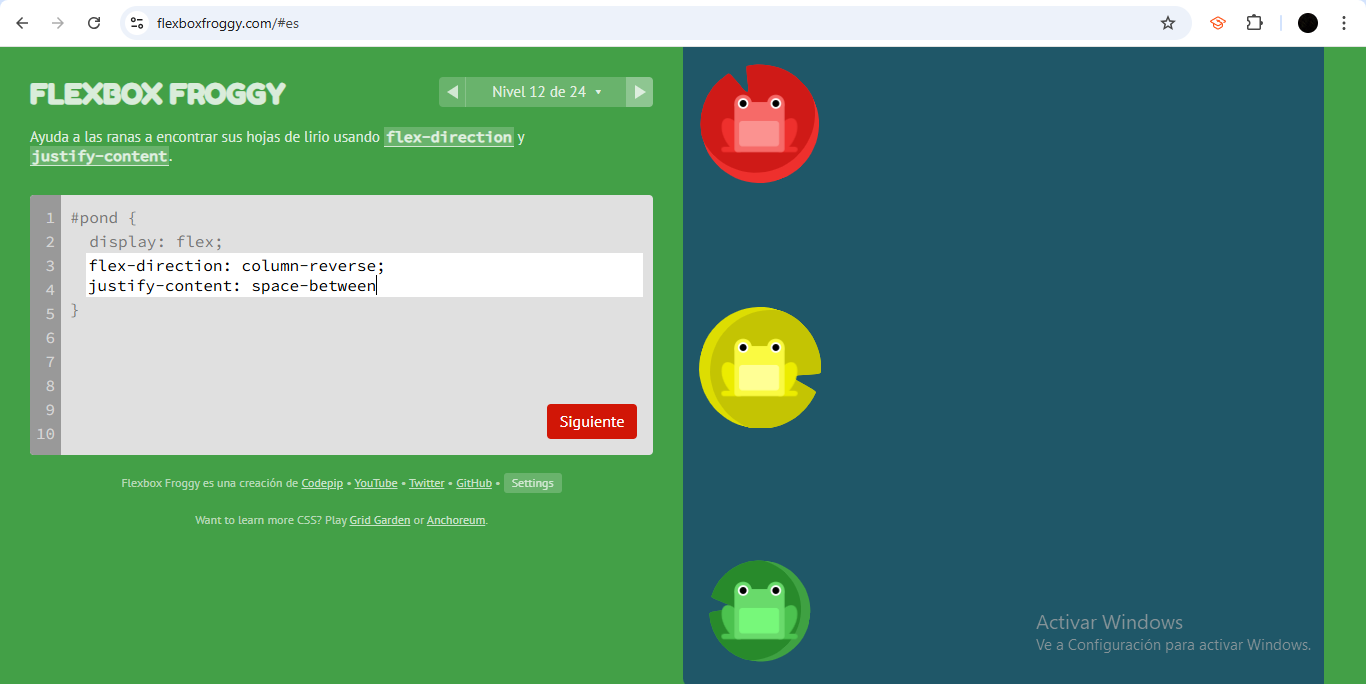 flexboxfroggy.com/#es
FLEXBOX FROGGY
Nivel 12 de 24
Ayuda a las ranas a encontrar sus hojas de lirio usando flex-direction y
justify-content.
1 #pond {
2 display: flex;
3 flex-direction: column-reverse;
4 justify-content: space-between
5 }
6
7
8
9
10
Siguiente
Flexbox Froggy es una creación de Codepip • YouTube • Twitter • GitHub • Settings
Want to learn more CSS? Play Grid Garden or Anchoreum.
Activar Windows
Ve a Configuración para activar Windows.